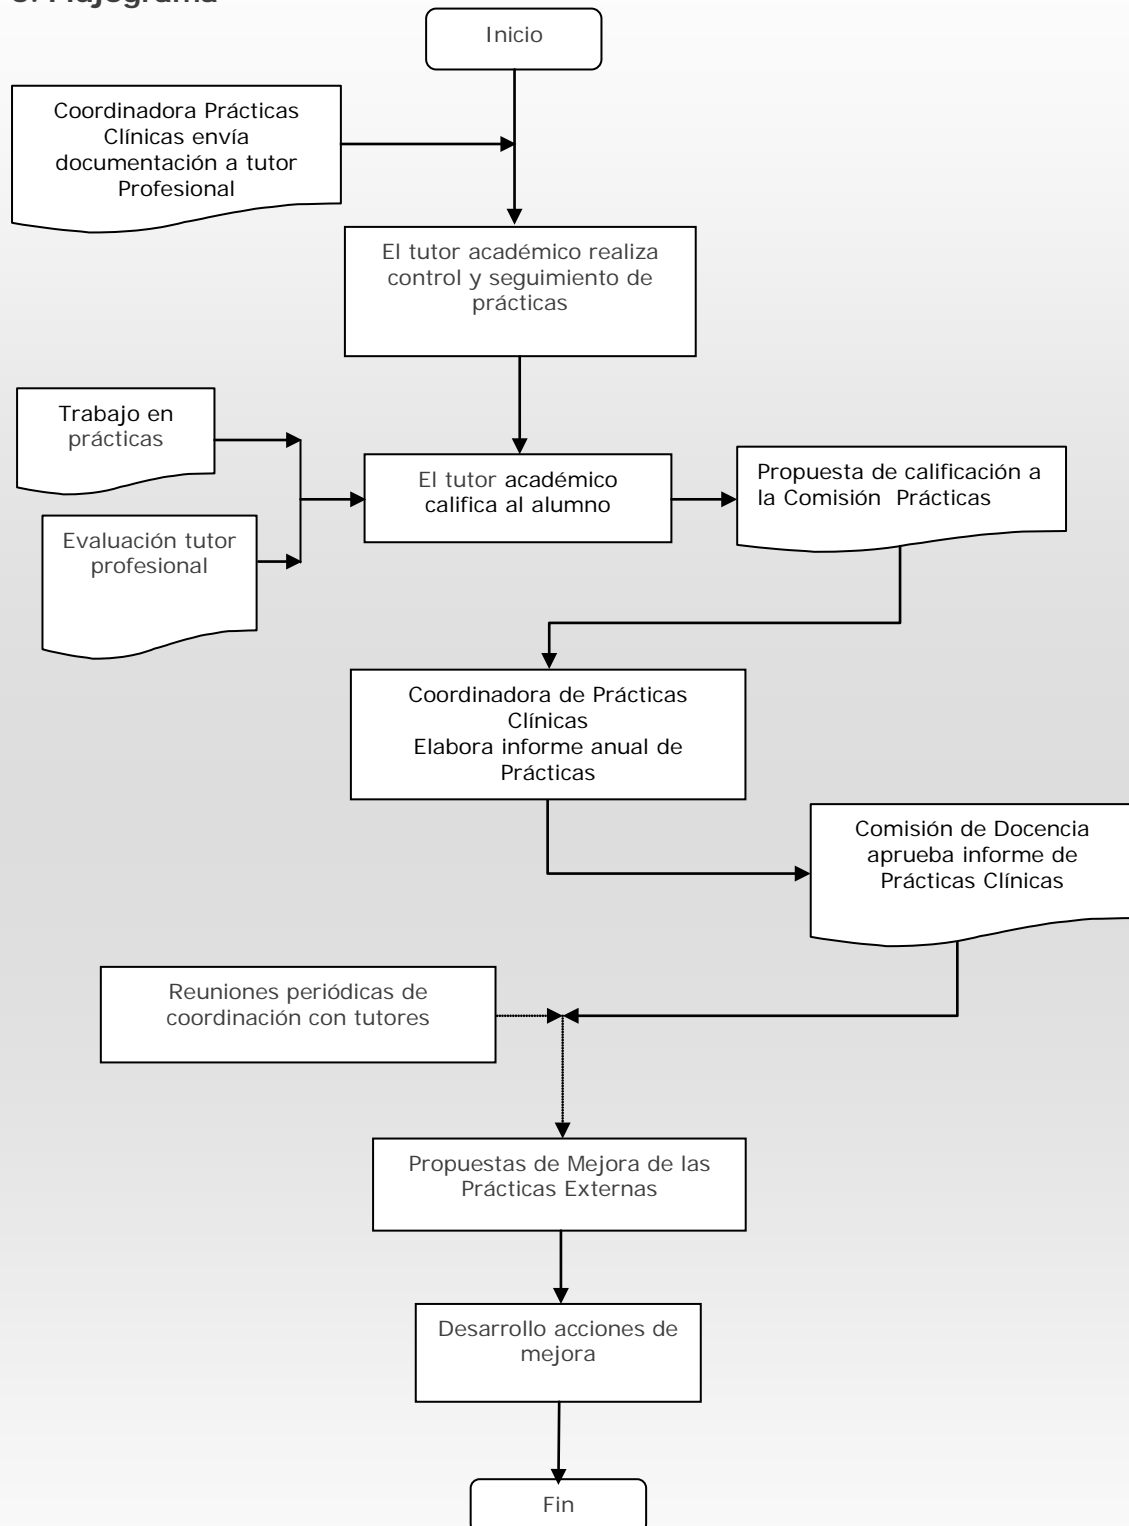 Flujograma
Inicio
Coordinadora Prácticas
Clínicas envía
documentación a tutor
Profesional
El tutor académico realiza
control y seguimiento de
prácticas
Trabajo en
prácticas
Evaluación tutor
profesional
El tutor académico
califica al alumno
Propuesta de calificación a
la Comisión Prácticas
Coordinadora de Prácticas
Clínicas
Elabora informe anual de
Prácticas
Comisión de Docencia
aprueba informe de
Prácticas Clínicas
Reuniones periódicas de
coordinación con tutores
Propuestas de Mejora de las
Prácticas Externas
Desarrollo acciones de
mejora
Fin